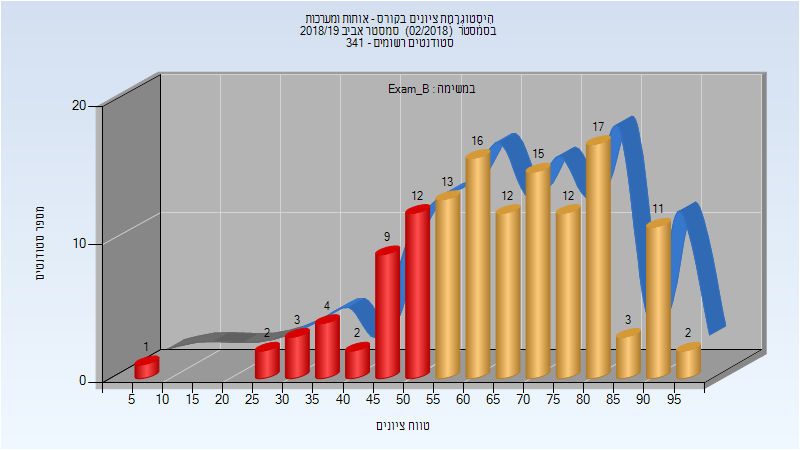 היסטוגרמת ציונים בקורס - אותות ומערכות
בסמסטר (02/2018) סמסטר אביב 2018/19
סטודנטים רשומים - 341
במשימה : Exam_B
20
10
0
מספר סטודנטים
1
2
3
4
2
9
12
13
16
12
15
12
17
3
11
2
5 10 15 20 25 30 35 40 45 50 55 60 65 70 75 80 85 90 95
טווח ציונים